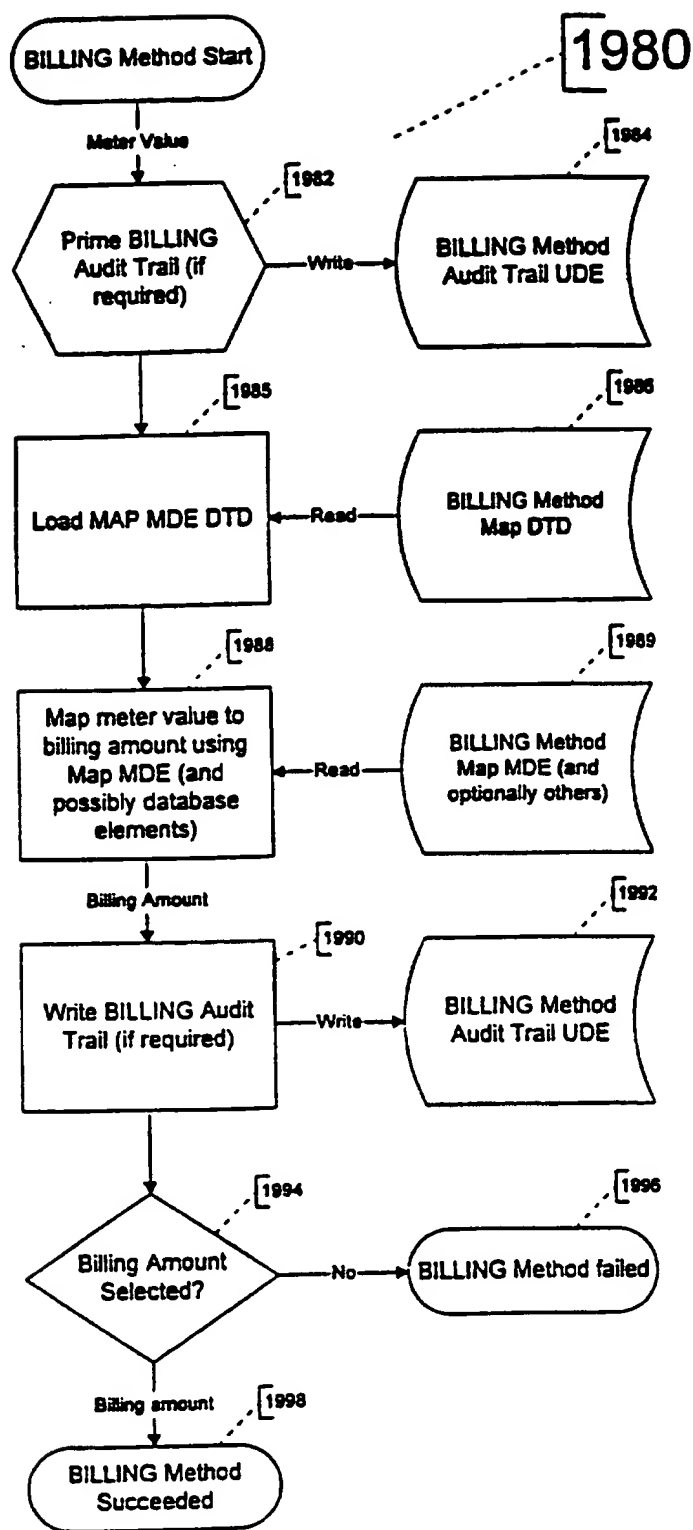 1980
BILLING Method Start
Meter Value
1982
1984
Prime BILLING
Audit Trail (if
required)
Write
BILLING Method
Audit Trail UDE
1985
1986
Load MAP MDE DTD
Read
BILLING Method
Map DTD
1988
1989
Map meter value to
billing amount using
Map MDE (and
possibly database
elements)
Read
BILLING Method
Map MDE (and
optionally others)
Billing Amount
1990
1992
Write BILLING Audit
Trail (if required)
Write
BILLING Method
Audit Trail UDE
1994
1996
Billing Amount
Selected?
No
BILLING Method failed
Billing amount
1998
BILLING Method
Succeeded